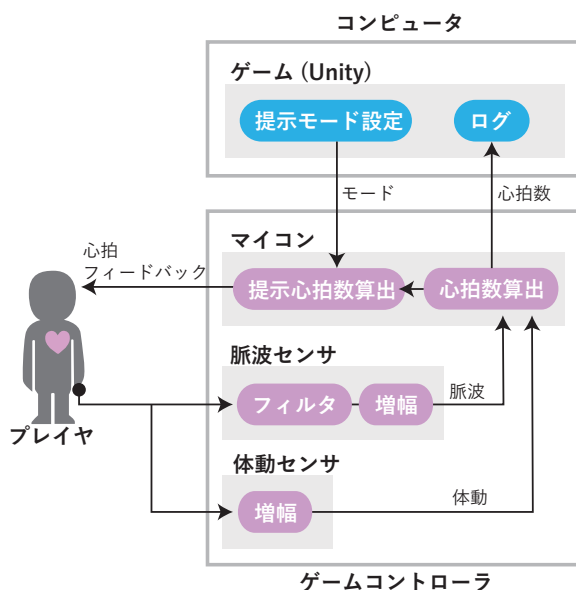 コンピュータ
ゲーム (Unity)
提示モード設定
ログ
モード
心拍数
マイコン
心拍
フィードバック
提示心拍数算出
心拍数算出
脈波センサ
フィルタ
増幅
脈波
プレイヤ
体動センサ
増幅
体動
ゲームコントローラ